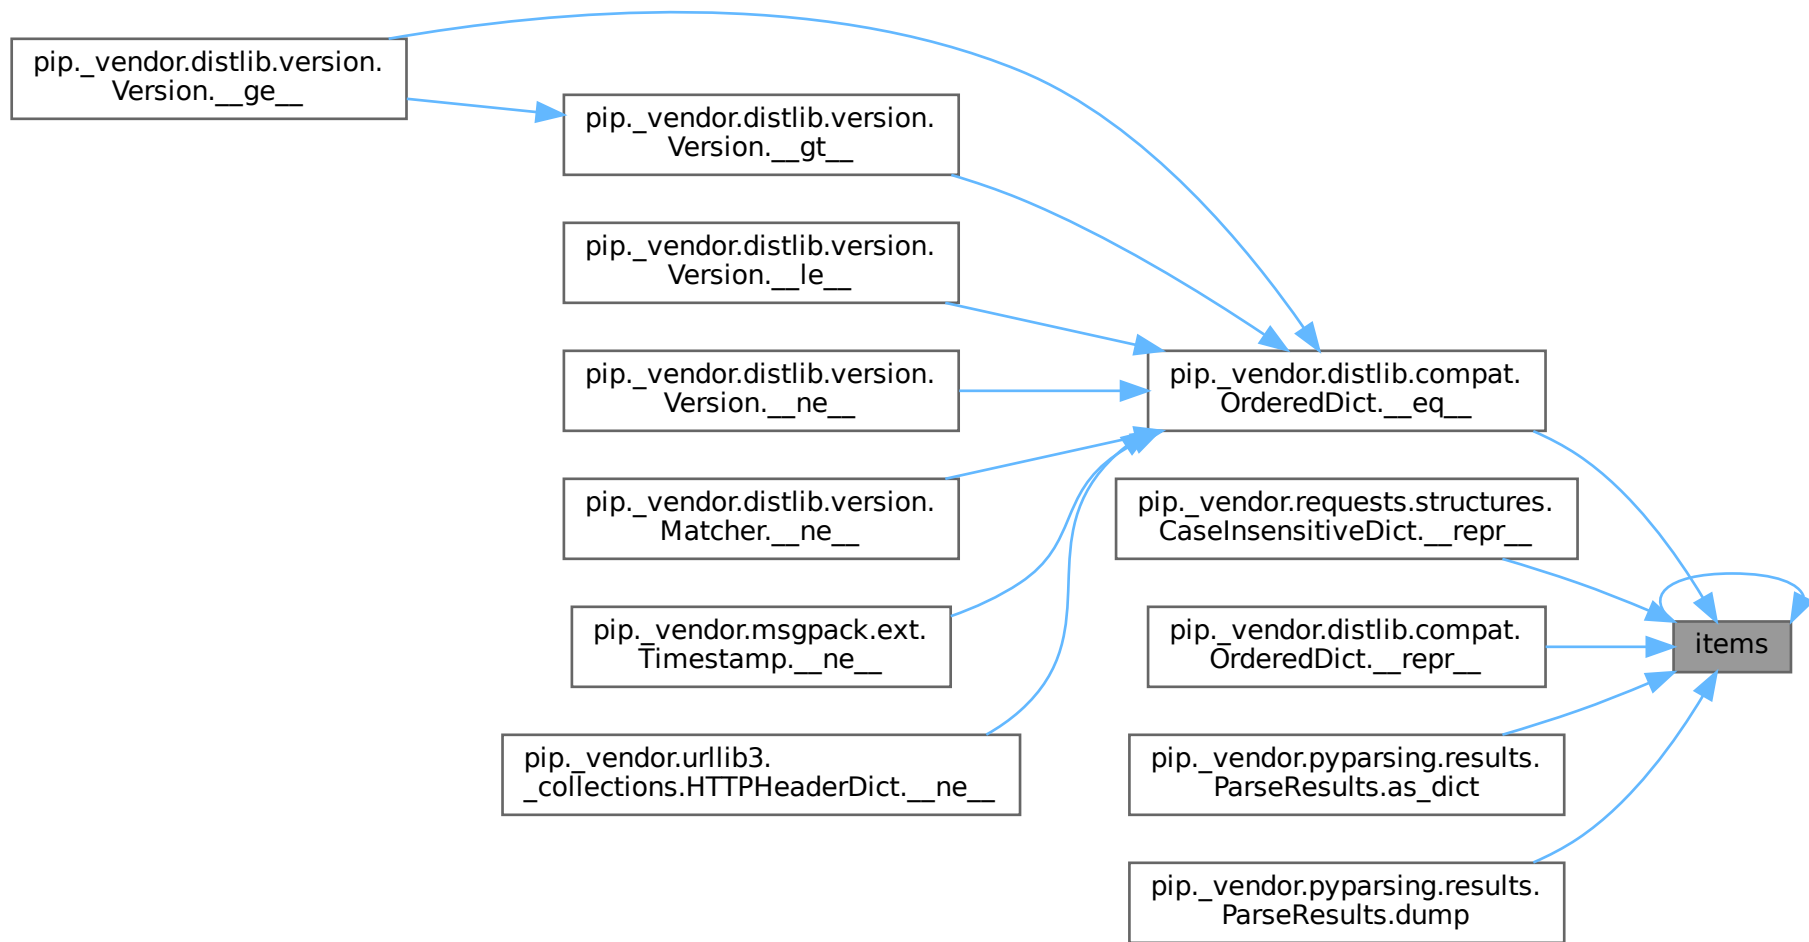 pip._vendor.distlib.version.
Version.__ge__
pip._vendor.distlib.version.
Version.__gt__
pip._vendor.distlib.version.
Version.__le__
pip._vendor.distlib.version.
Version.__ne__
pip._vendor.distlib.version.
Matcher.__ne__
pip._vendor.msgpack.ext.
Timestamp.__ne__
pip._vendor.urllib3.
_collections.HTTPHeaderDict.__ne__
pip._vendor.distlib.compat.
OrderedDict.__eq__
pip._vendor.requests.structures.
CaseInsensitiveDict.__repr__
pip._vendor.distlib.compat.
OrderedDict.__repr__
pip._vendor.pyparsing.results.
ParseResults.as_dict
pip._vendor.pyparsing.results.
ParseResults.dump
items